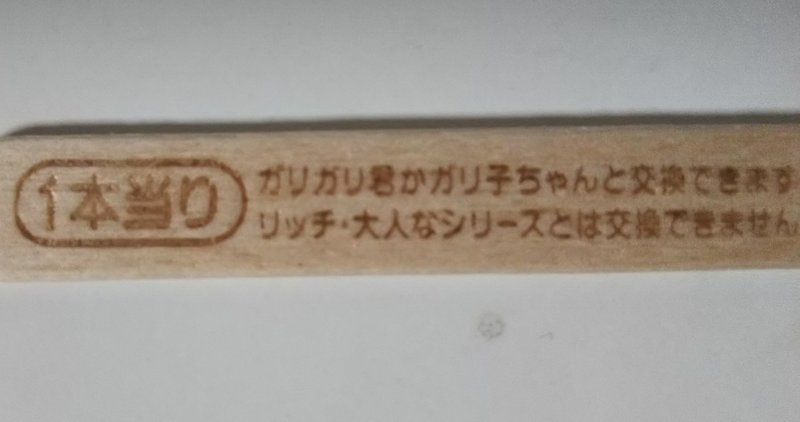 1本当り
ガリガリ君かガリ子ちゃんと交換できます
リッチ・大人なシリーズとは交換できません